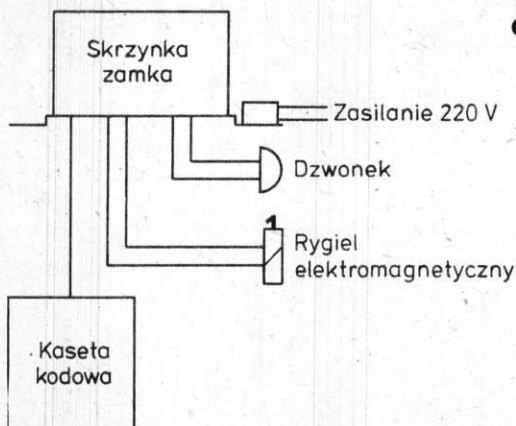 Skrzynka
zamka
Zasilanie 220 V
Dzwonek
1
Rygiel
elektromagnetyczny
Kaseta
kodowa